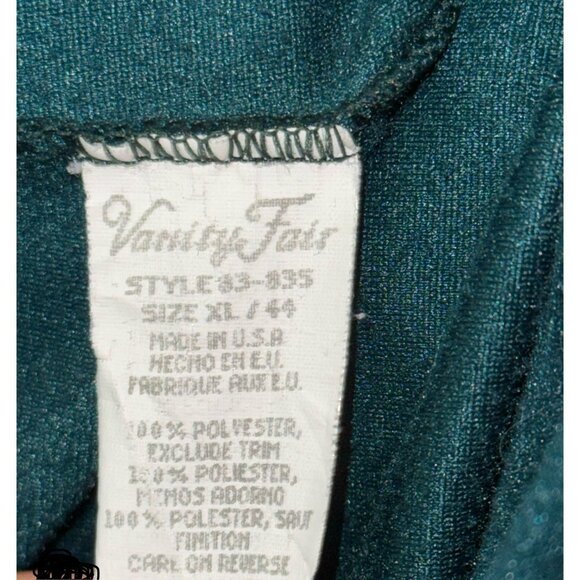 Vanity Fair
STYLE 83-835
SIZE XL / 44
MADE IN U.S.A
HECHO EN E.U.
FABRIQUE AUX E.U.
100% POLYESTER,
EXCLUDE TRIM
100% POLIESTER,
MENOS ADORNO
100% POLYESTER, SAUF
FINITION
CARE ON REVERSE